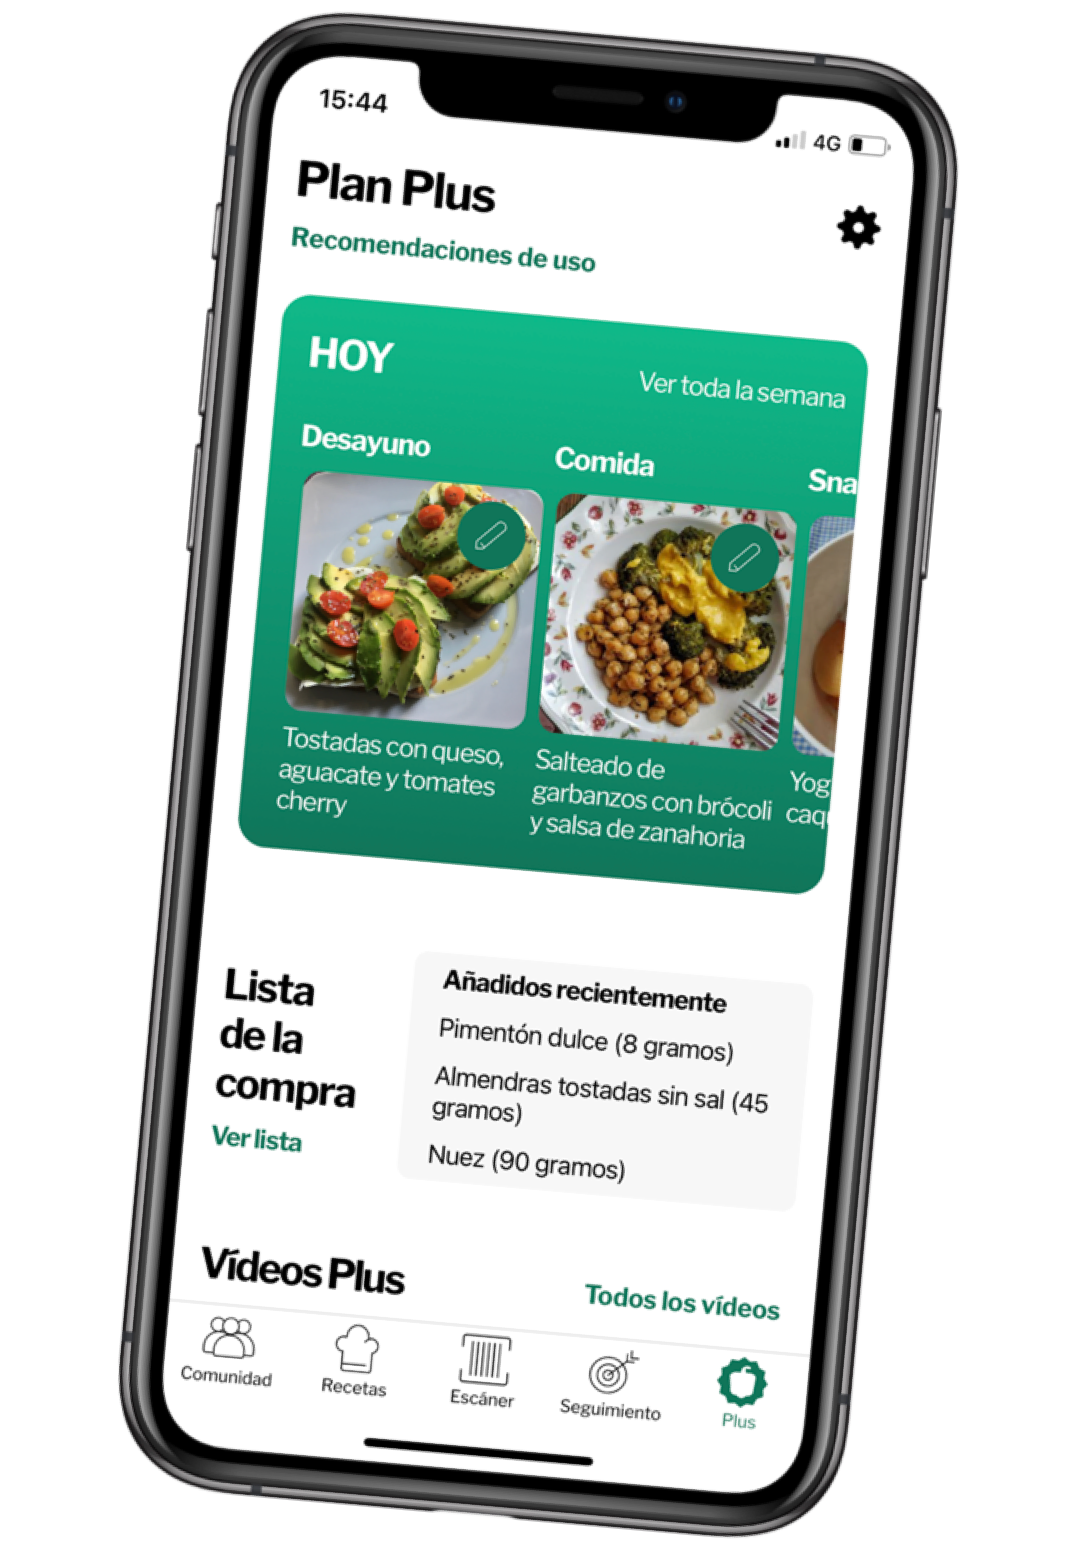 15:44
4G
Plan Plus
Recomendaciones de uso
HOY
Ver toda la semana
Desayuno
Comida
Sna
Tostadas con queso,
aguacate y tomates
cherry
Salteado de
garbanzos con brócoli
y salsa de zanahoria
Yog
caq
Lista
de la
compra
Ver lista
Añadidos recientemente
Pimentón dulce (8 gramos)
Almendras tostadas sin sal (45
gramos)
Nuez (90 gramos)
Vídeos Plus
Todos los vídeos
Comunidad
Recetas
Escáner
Seguimiento
Plus